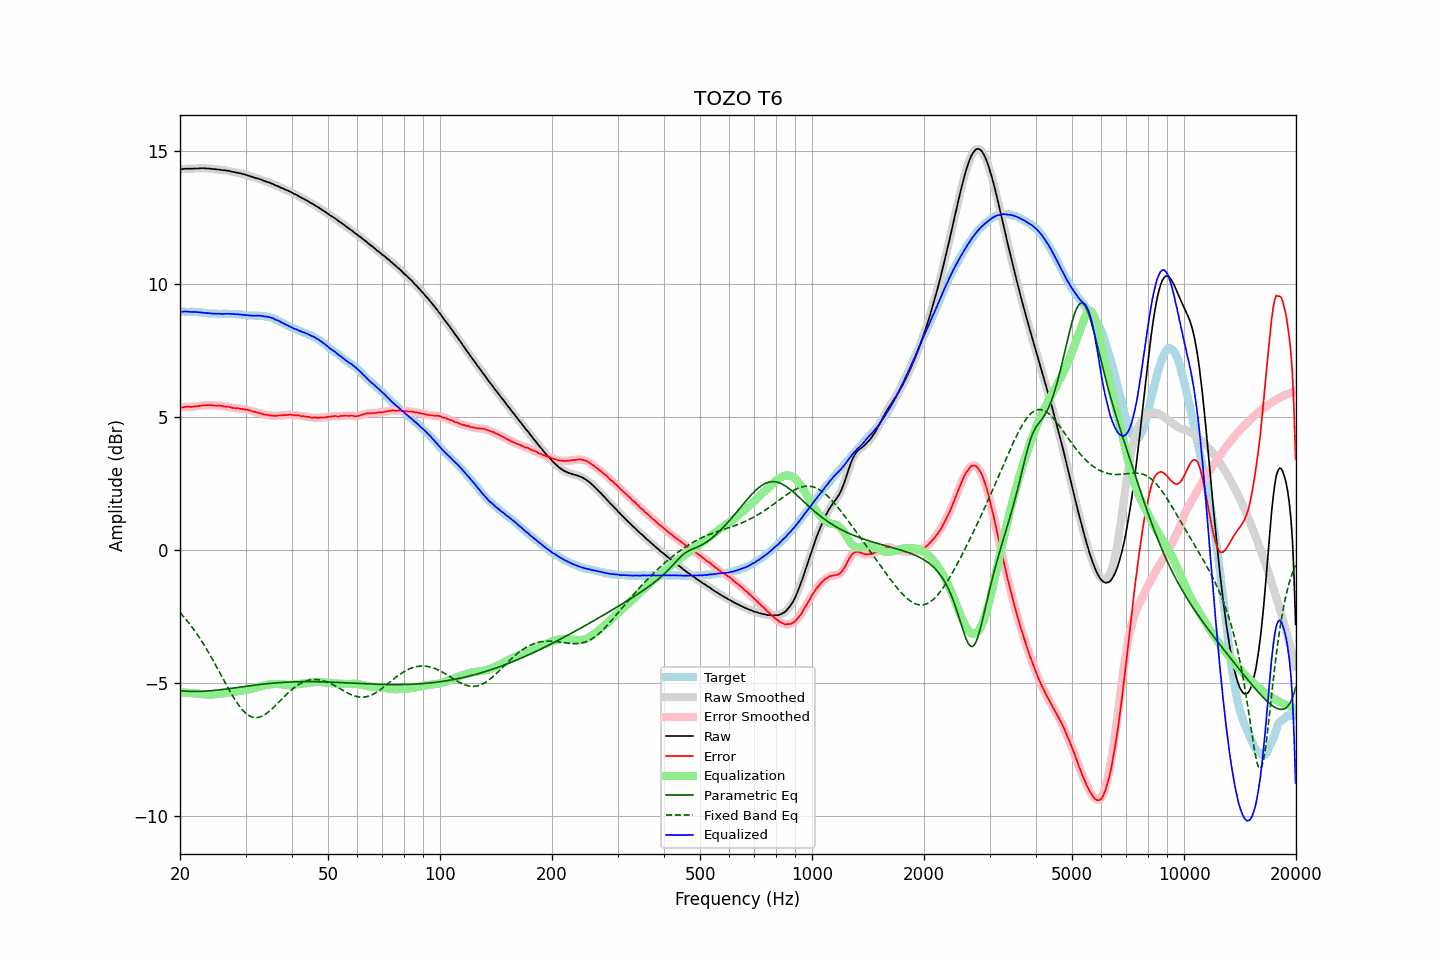 TOZO T6
Amplitude (dBr)
15
10
5
0
−5
−10
Target
Raw Smoothed
Error Smoothed
Raw
Error
Equalization
Parametric Eq
Fixed Band Eq
Equalized
20 50 100 200 500 1000 2000 5000 10000 20000
Frequency (Hz)